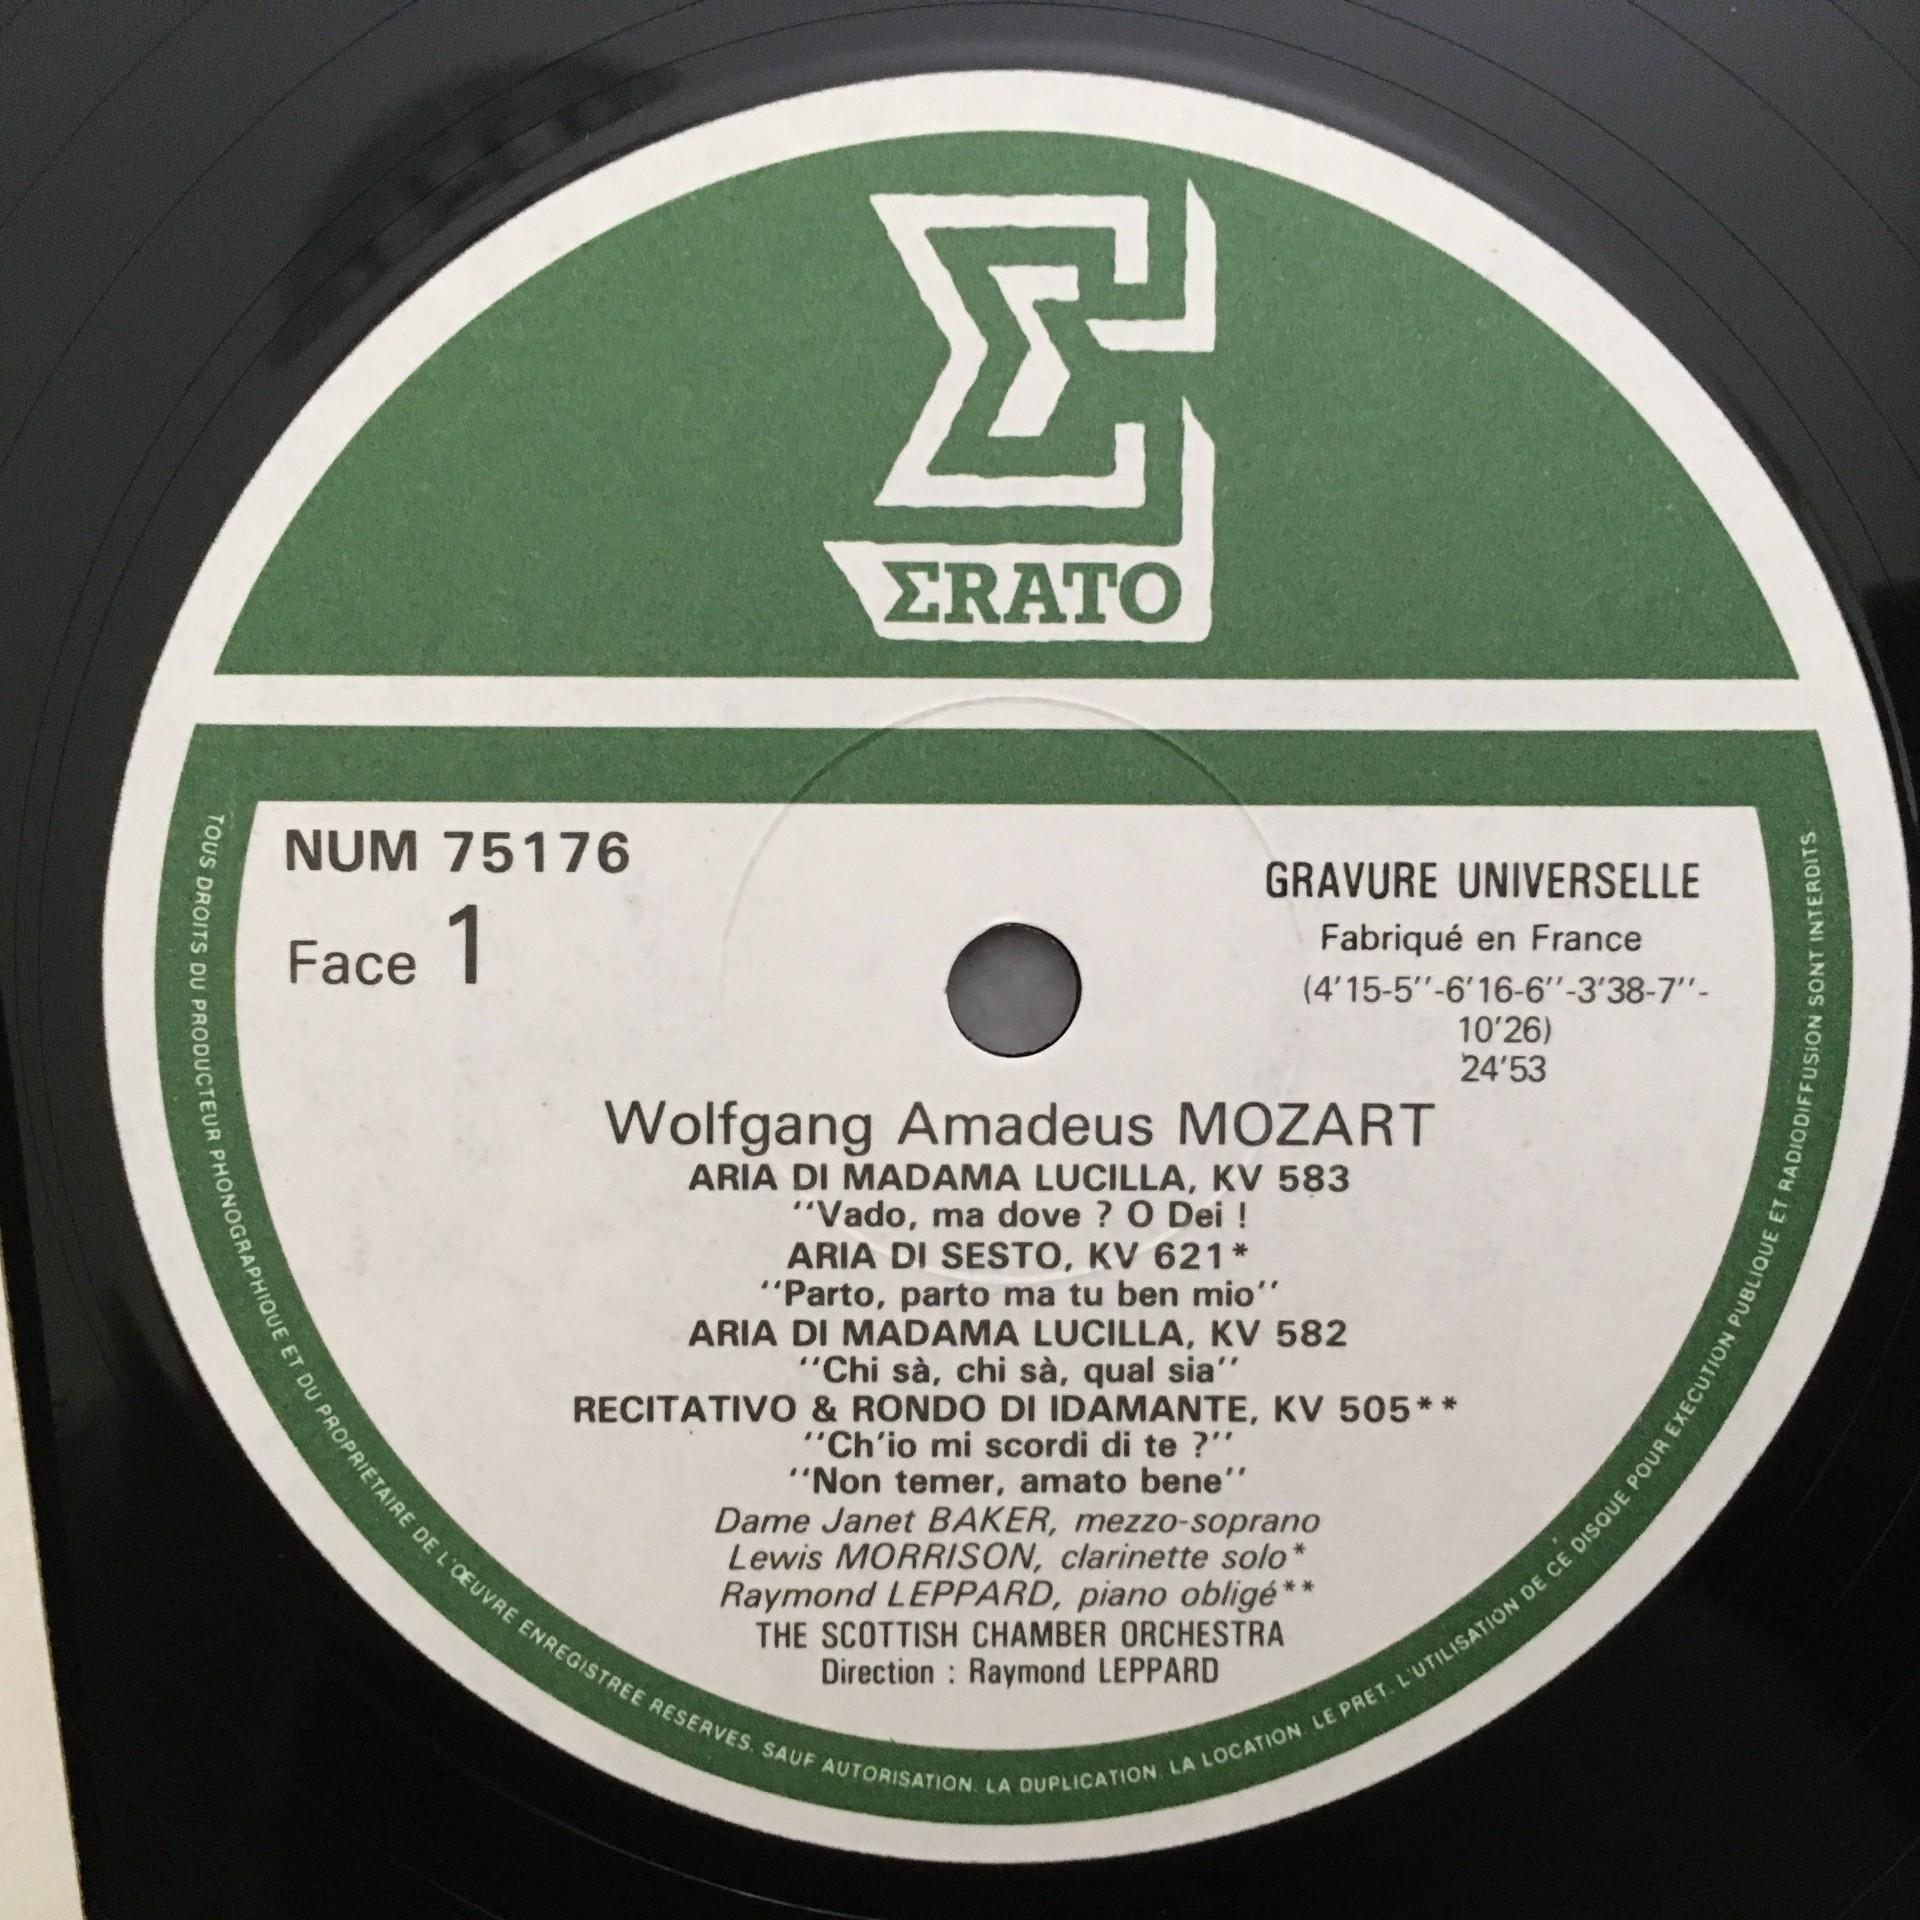 ΣRATO
NUM 75176
Face 1
GRAVURE UNIVERSELLE
Fabriqué en France
(4'15-5''-6'16-6''-3'38-7''-
10'26)
24'53
Wolfgang Amadeus MOZART
ARIA DI MADAMA LUCILLA, KV 583
''Vado, ma dove ? O Dei !
ARIA DI SESTO, KV 621*
''Parto, parto ma tu ben mio''
ARIA DI MADAMA LUCILLA, KV 582
''Chi sà, chi sà, qual sia''
RECITATIVO & RONDO DI IDAMANTE, KV 505**
''Ch'io mi scordi di te ?''
''Non temer, amato bene''
Dame Janet BAKER, mezzo-soprano
Lewis MORRISON, clarinette solo*
Raymond LEPPARD, piano obligé**
THE SCOTTISH CHAMBER ORCHESTRA
Direction : Raymond LEPPARD
TOUS DROITS DU PRODUCTEUR PHONOGRAPHIQUE ET DU PROPRIÉTAIRE DE L'ŒUVRE ENREGISTREE RESERVES. SAUF AUTORISATION. LA DUPLICATION. LA LOCATION. LE PRET. L'UTILISATION DE CE DISQUE POUR EXECUTION PUBLIQUE ET RADIODIFFUSION SONT INTERDITS